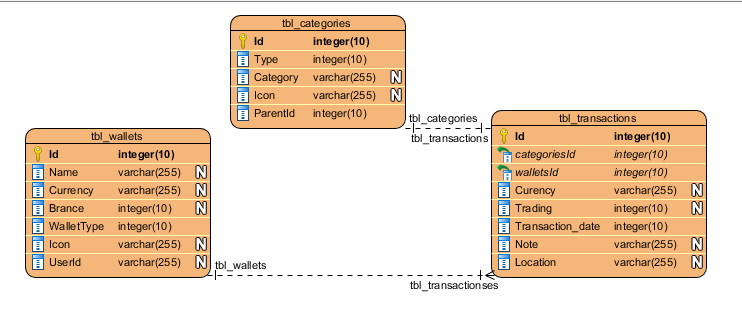 tbl_categories
Id integer(10)
Type integer(10)
Category varchar(255) N
Icon varchar(255) N
ParentId integer(10)
tbl_categories
tbl_transactions
tbl_transactions
Id integer(10)
categoriesId integer(10)
walletsId integer(10)
Curency varchar(255) N
Trading integer(10) N
Transaction_date integer(10)
Note varchar(255) N
Location varchar(255) N
tbl_wallets
Id integer(10)
Name varchar(255) N
Currency varchar(255) N
Brance integer(10) N
WalletType integer(10)
Icon varchar(255) N
UserId varchar(255) N
tbl_wallets
tbl_transactionses